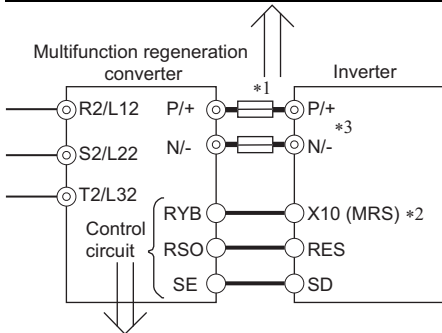 Multifunction regeneration
converter
Inverter
*1
R2/L12 P/+ P/+
*3
S2/L22 N/- N/-
T2/L32
RYB X10 (MRS) *2
Control
circuit
RSO RES
SE SD